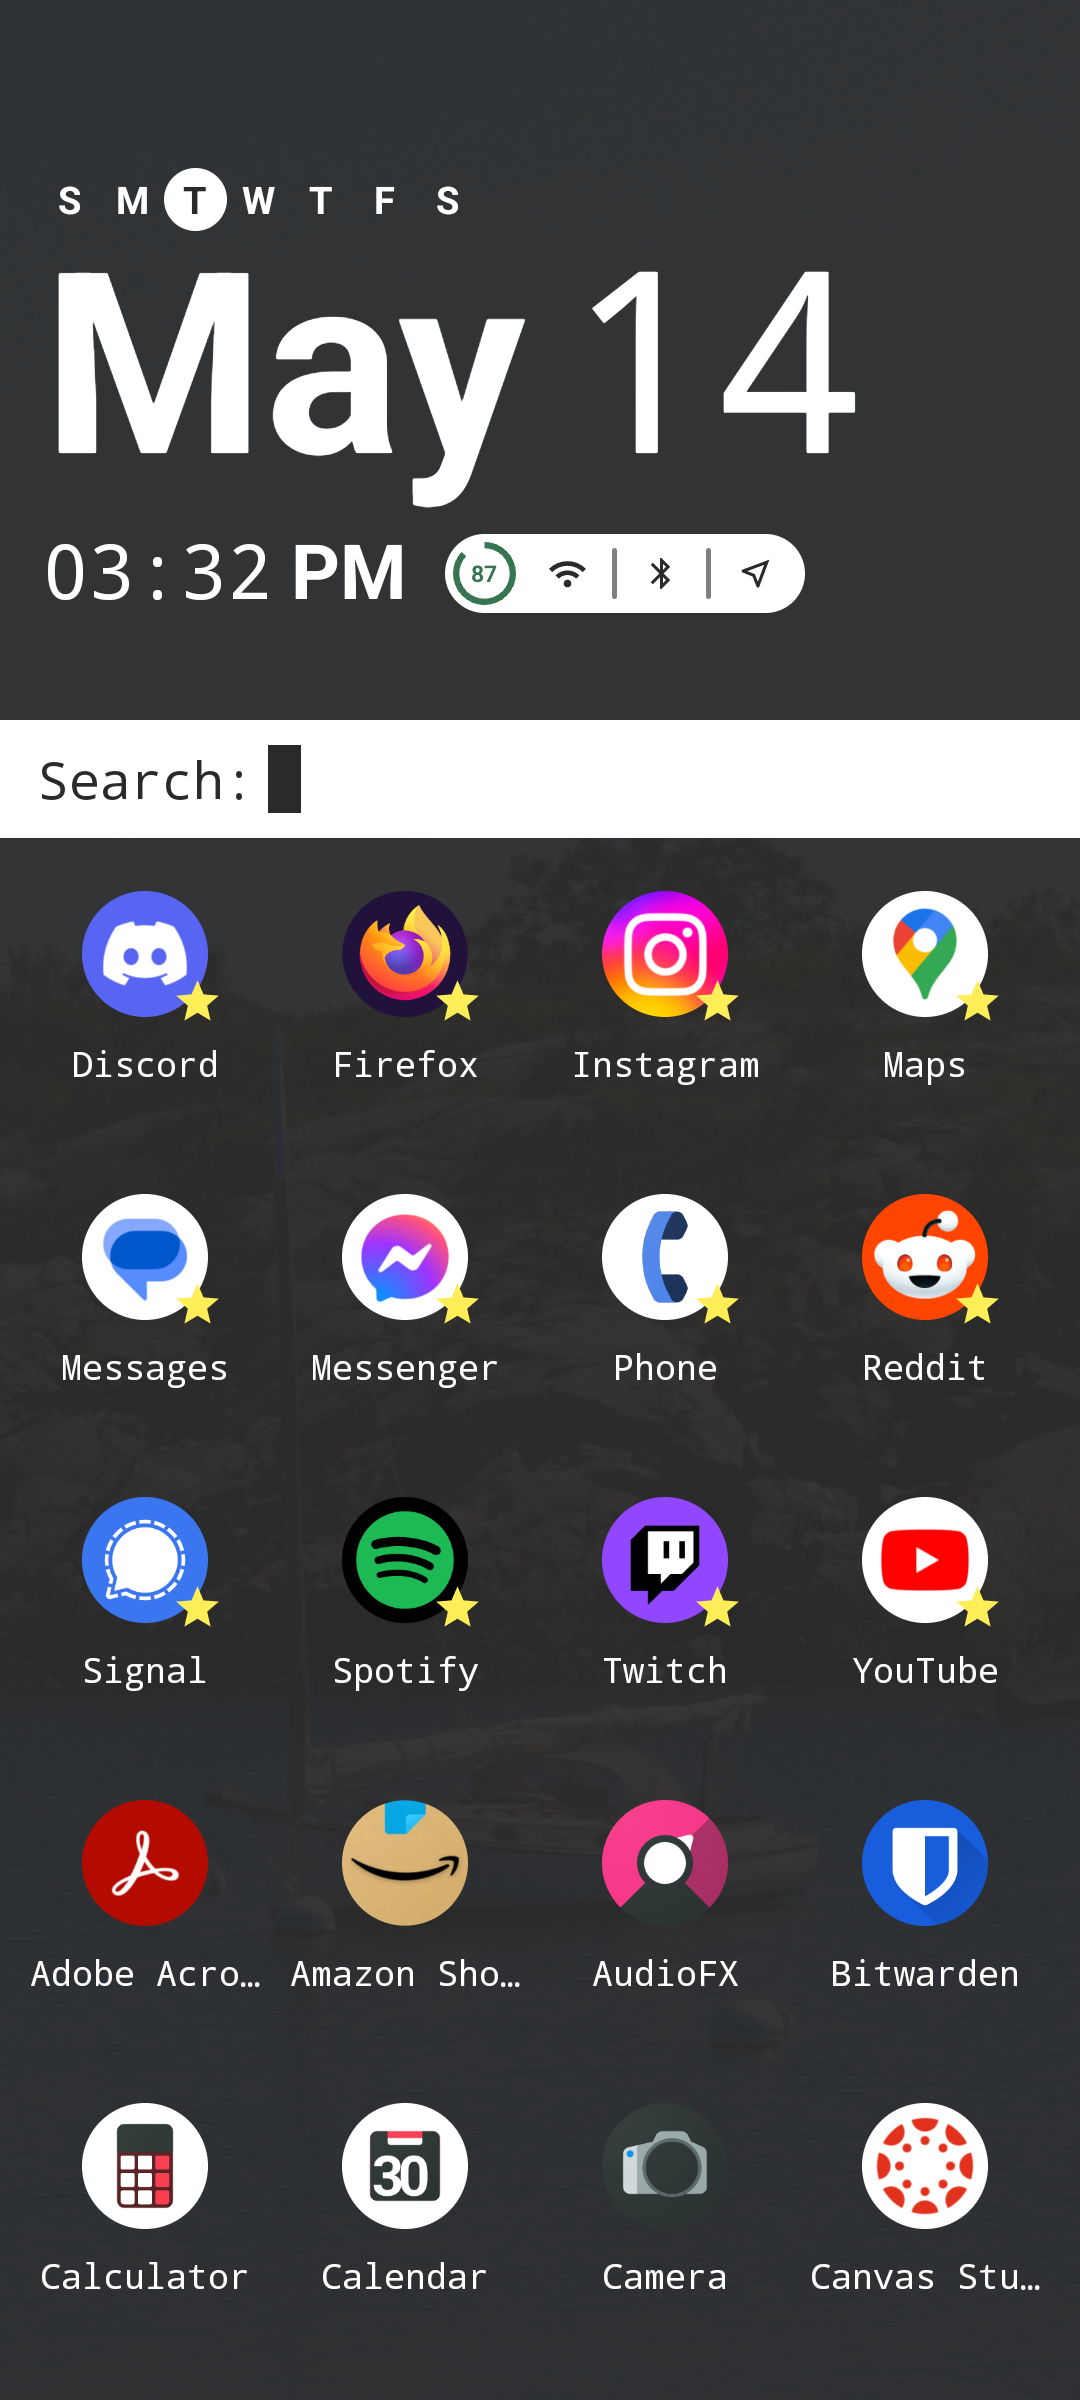 S M T W T F S
May 14
03:32 PM 87
Search:
Discord Firefox Instagram Maps
Messages Messenger Phone Reddit
Signal Spotify Twitch YouTube
Adobe Acro… Amazon Sho… AudioFX Bitwarden
30
Calculator Calendar Camera Canvas Stu…